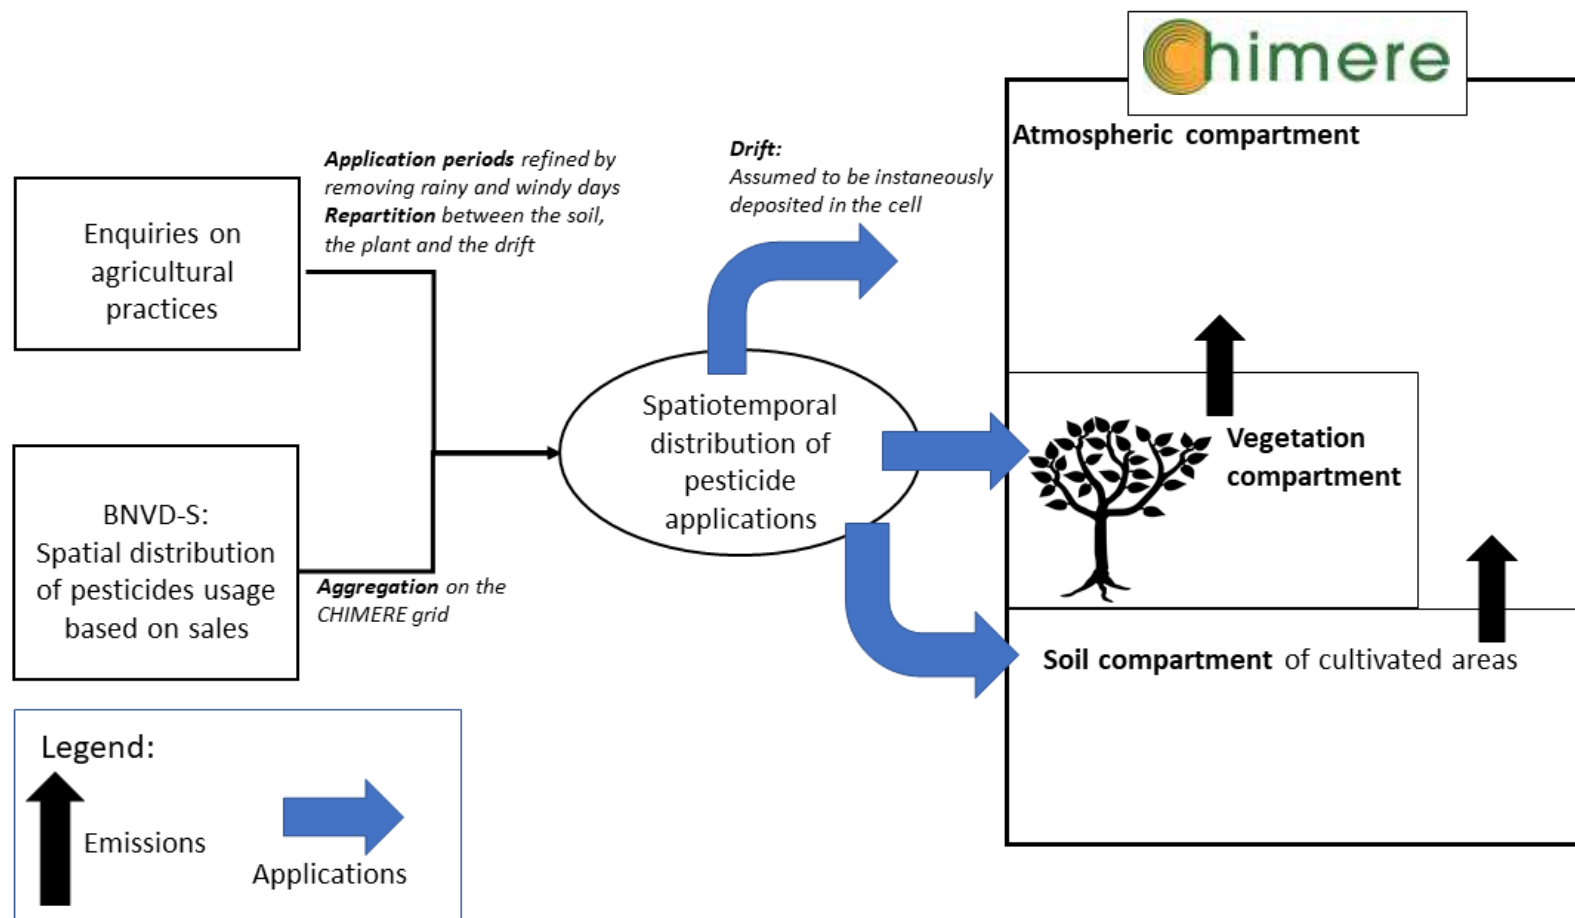 Chimere
Atmospheric compartment
Application periods refined by
removing rainy and windy days
Repartition between the soil,
the plant and the drift
Drift:
Assumed to be instaneously
deposited in the cell
Enquiries on
agricultural
practices
Spatiotemporal
distribution of
pesticide
applications
Vegetation
compartment
BNVD-S:
Spatial distribution
of pesticides usage
based on sales
Aggregation on the
CHIMERE grid
Soil compartment of cultivated areas
Legend:
Emissions
Applications